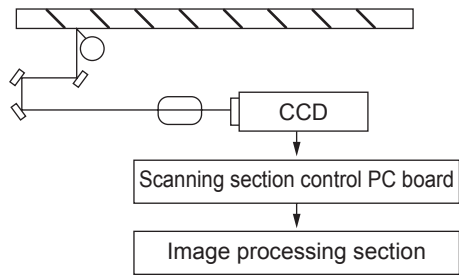 CCD
Scanning section control PC board
Image processing section